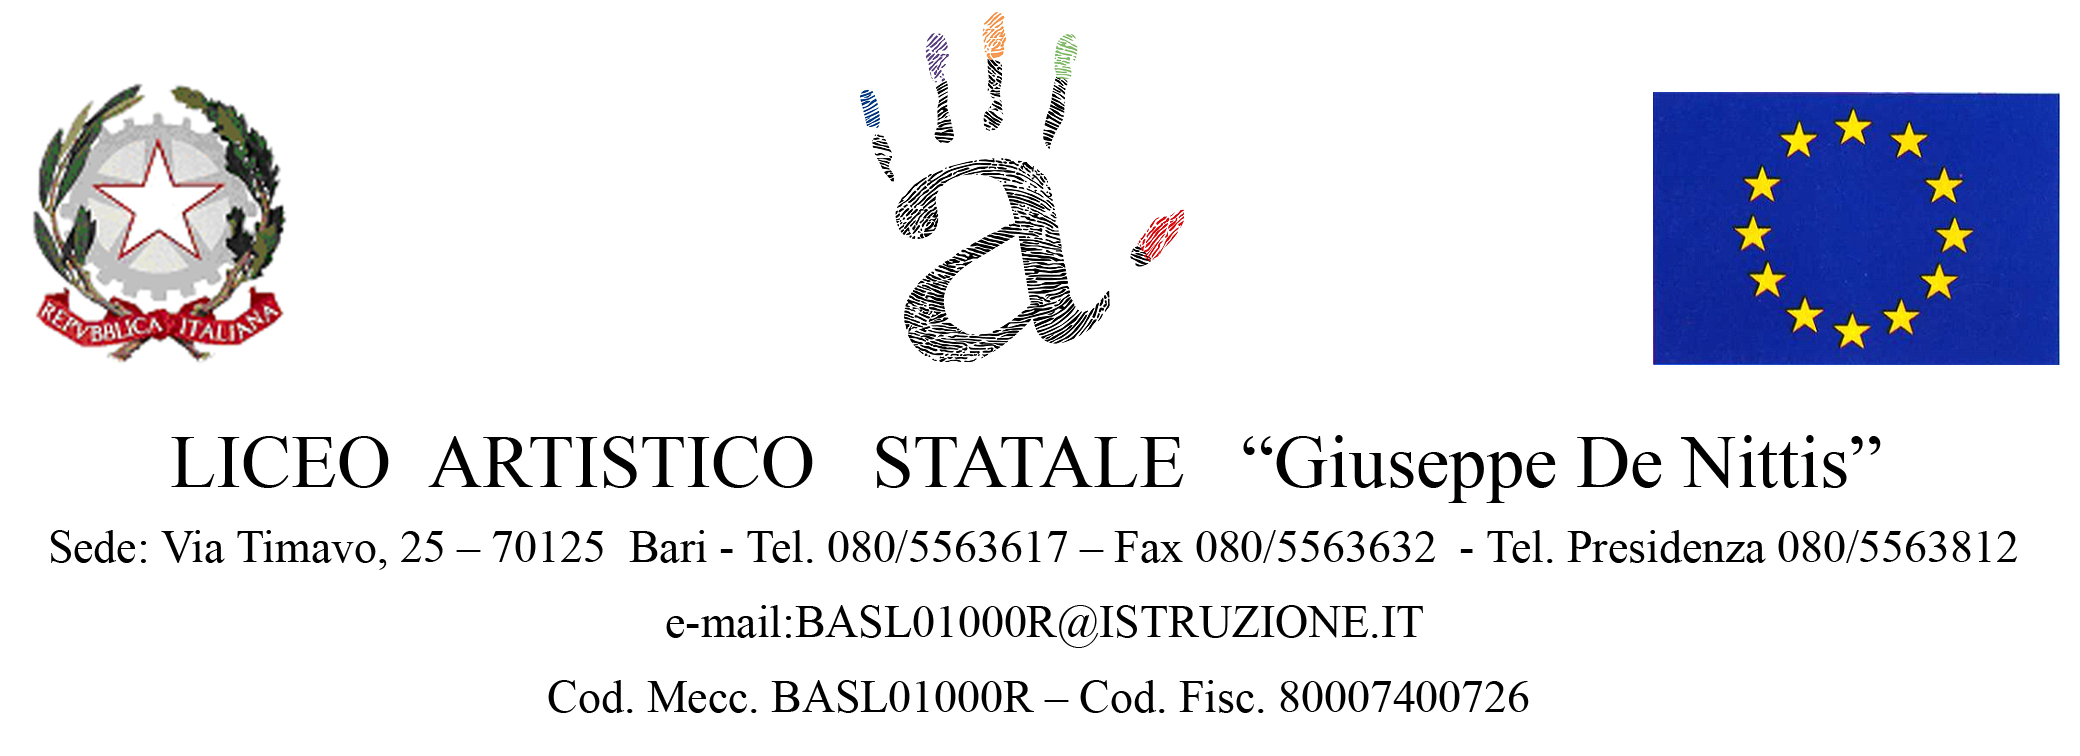 REPVBBLICA ITALIANA
a
LICEO ARTISTICO STATALE “Giuseppe De Nittis”
Sede: Via Timavo, 25 – 70125 Bari - Tel. 080/5563617 – Fax 080/5563632 - Tel. Presidenza 080/5563812
e-mail:BASL01000R@ISTRUZIONE.IT
Cod. Mecc. BASL01000R – Cod. Fisc. 80007400726